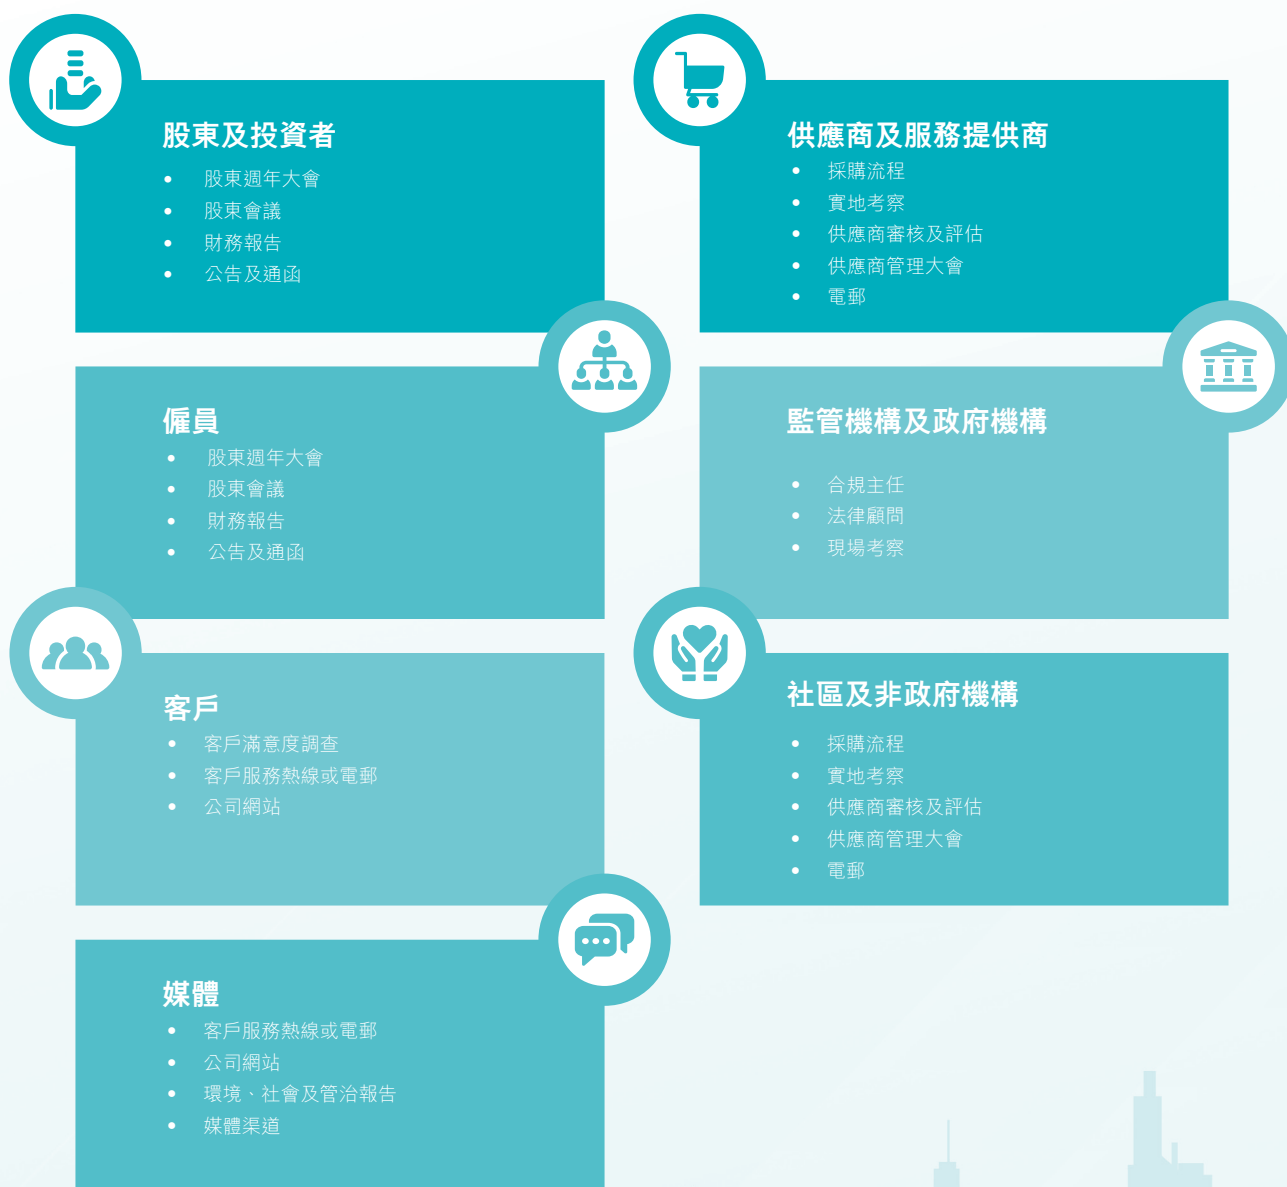 股東及投資者
• 股東週年大會
• 股東會議
• 財務報告
• 公告及通函
供應商及服務提供商
• 採購流程
• 實地考察
• 供應商審核及評估
• 供應商管理大會
• 電郵
僱員
• 股東週年大會
• 股東會議
• 財務報告
• 公告及通函
監管機構及政府機構
• 合規主任
• 法律顧問
• 現場考察
客戶
• 客戶滿意度調查
• 客戶服務熱線或電郵
• 公司網站
社區及非政府機構
• 採購流程
• 實地考察
• 供應商審核及評估
• 供應商管理大會
• 電郵
媒體
• 客戶服務熱線或電郵
• 公司網站
• 環境、社會及管治報告
• 媒體渠道